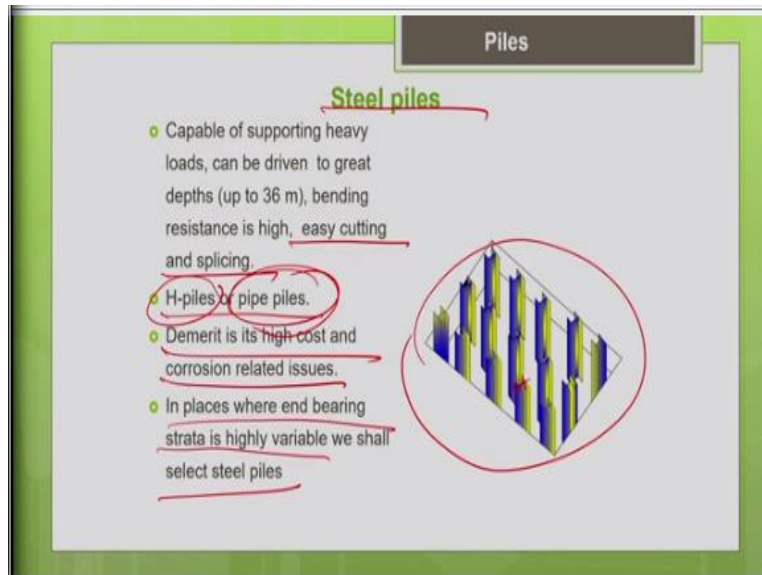 Piles
Steel piles
Capable of supporting heavy
loads, can be driven to great
depths (up to 36 m), bending
resistance is high, easy cutting
and splicing.
H-piles or pipe piles.
Demerit is its high cost and
corrosion related issues.
In places where end bearing
strata is highly variable we shall
select steel piles